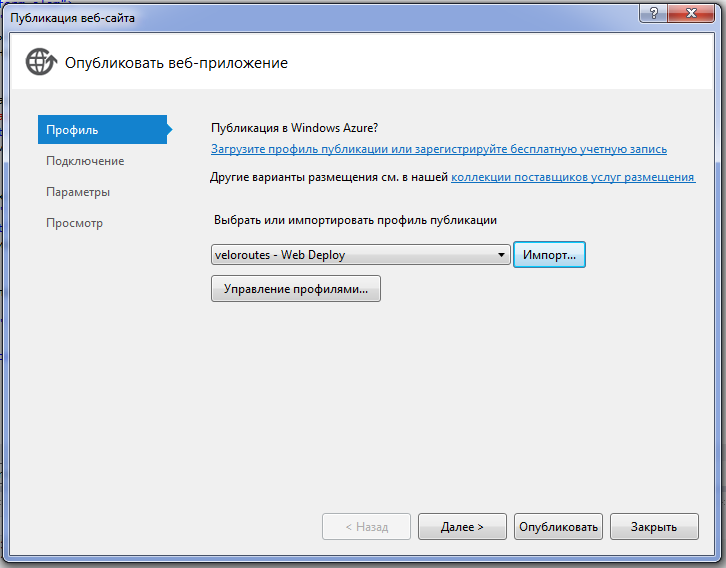 Публикация веб-сайта
?
Опубликовать веб-приложение
Профиль
Подключение
Параметры
Просмотр
Публикация в Windows Azure?
Загрузите профиль публикации или зарегистрируйте бесплатную учетную запись
Другие варианты размещения см. в нашей коллекции поставщиков услуг размещения
Выбрать или импортировать профиль публикации
veloroutes - Web Deploy
Импорт...
Управление профилями...
< Назад
Далее >
Опубликовать
Закрыть